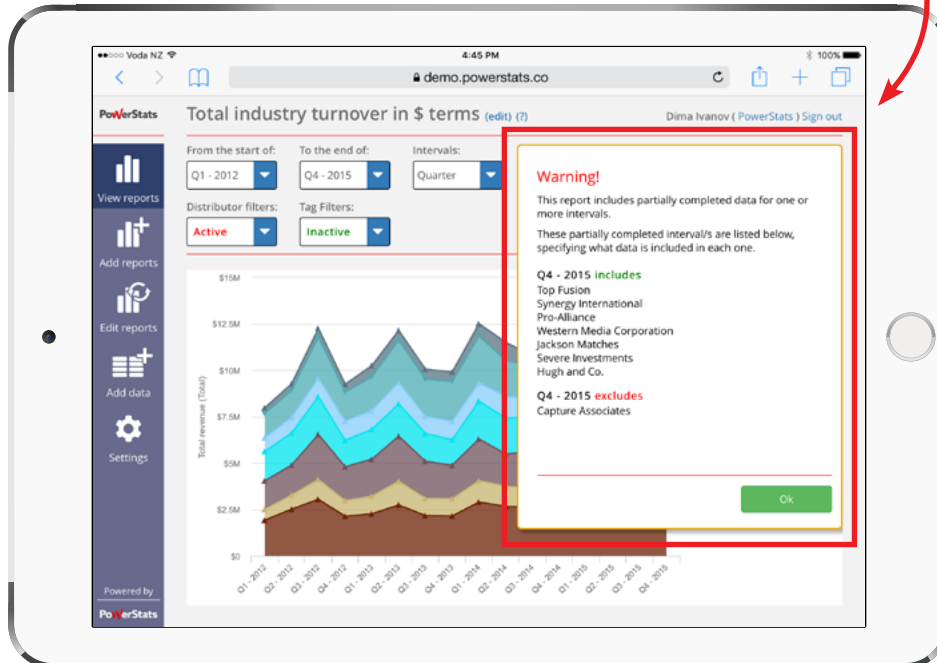 Voda NZ
4:45 PM
100%
demo.powerstats.co
PowerStats
Total industry turnover in $ terms (edit) (?)
Dima Ivanov ( PowerStats ) Sign out
View reports
Add reports
Edit reports
Add data
Settings
Powered by
PowerStats
From the start of:
To the end of:
Intervals:
Q1 - 2012
Q4 - 2015
Quarter
Distributor filters:
Tag Filters:
Active
Inactive
$15M
$12.5M
$10M
$7.5M
$5M
$2.5M
$0
Total revenue (Total)
Q1 - 2012
Q2 - 2012
Q3 - 2012
Q4 - 2012
Q1 - 2013
Q2 - 2013
Q3 - 2013
Q4 - 2013
Q1 - 2014
Q2 - 2014
Q3 - 2014
Q4 - 2014
Q1 - 2015
Q2 - 2015
Q3 - 2015
Q4 - 2015
Warning!
This report includes partially completed data for one or
more intervals.
These partially completed interval/s are listed below,
specifying what data is included in each one.
Q4 - 2015 includes
Top Fusion
Synergy International
Pro-Alliance
Western Media Corporation
Jackson Matches
Severe Investments
Hugh and Co.
Q4 - 2015 excludes
Capture Associates
Ok